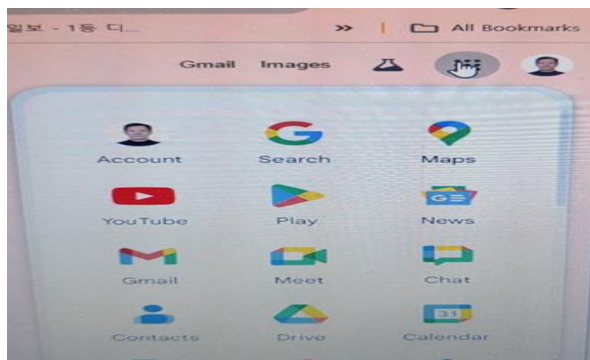 일보 - 1등 디... » All Bookmarks
Gmail Images
Account Search Maps
YouTube Play News
Gmail Meet Chat
31
Contacts Drive Calendar